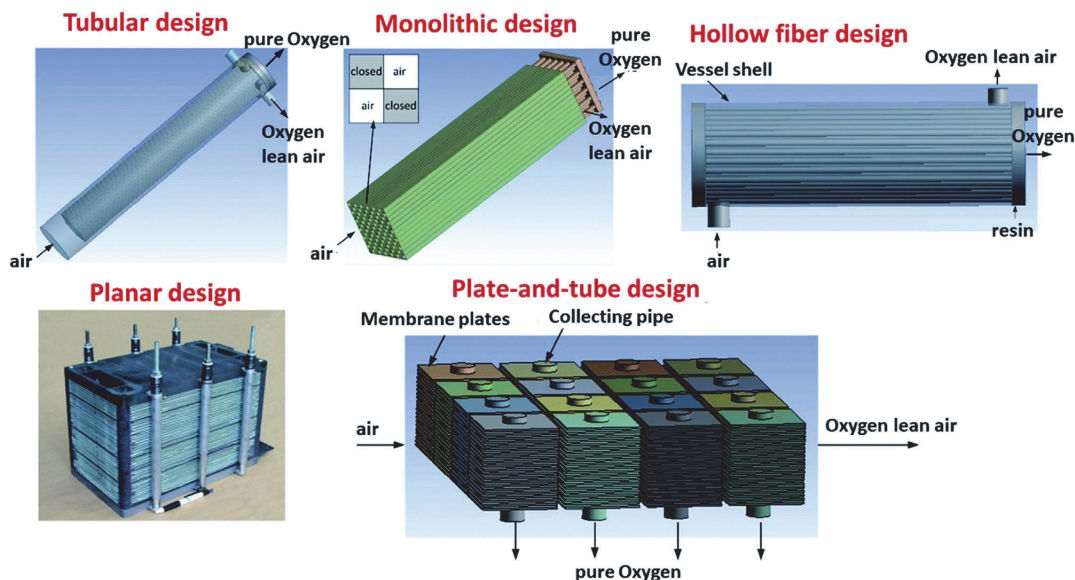 Tubular design
pure Oxygen
Oxygen
lean air
air
Monolithic design
closed
air
air
closed
pure
Oxygen
Oxygen
lean air
air
Hollow fiber design
Vessel shell
Oxygen lean air
pure
Oxygen
resin
air
Planar design
Plate-and-tube design
Membrane plates
Collecting pipe
air
Oxygen lean air
pure Oxygen